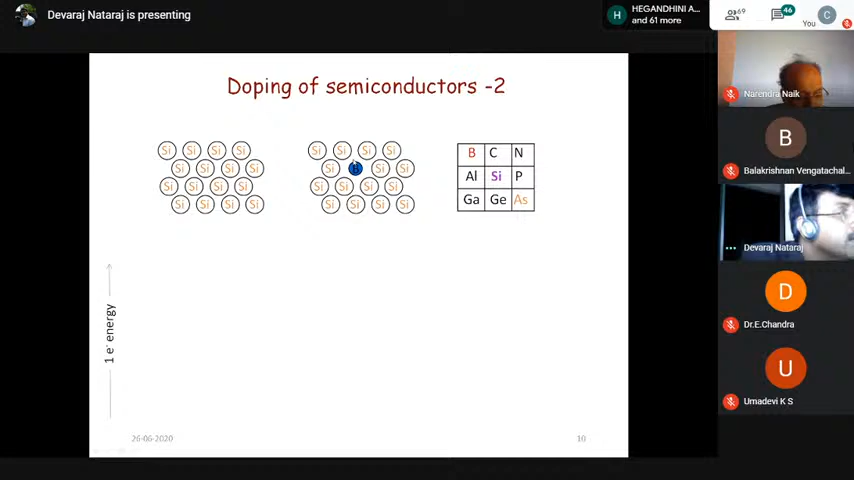 Devaraj Nataraj is presenting
H
HEGANDHINI A...
and 61 more
69
46
You
C
Doping of semiconductors -2
Si Si Si Si
Si Si Si Si
Si Si Si Si
Si Si Si Si
Si Si Si Si
Si B Si Si
Si Si Si Si
Si Si Si Si
B C N
Al Si P
Ga Ge As
1 e⁻ energy
26-06-2020
10
Narendra Naik
B
Balakrishnan Vengatachal...
Devaraj Nataraj
D
Dr.E.Chandra
U
Umadevi K S